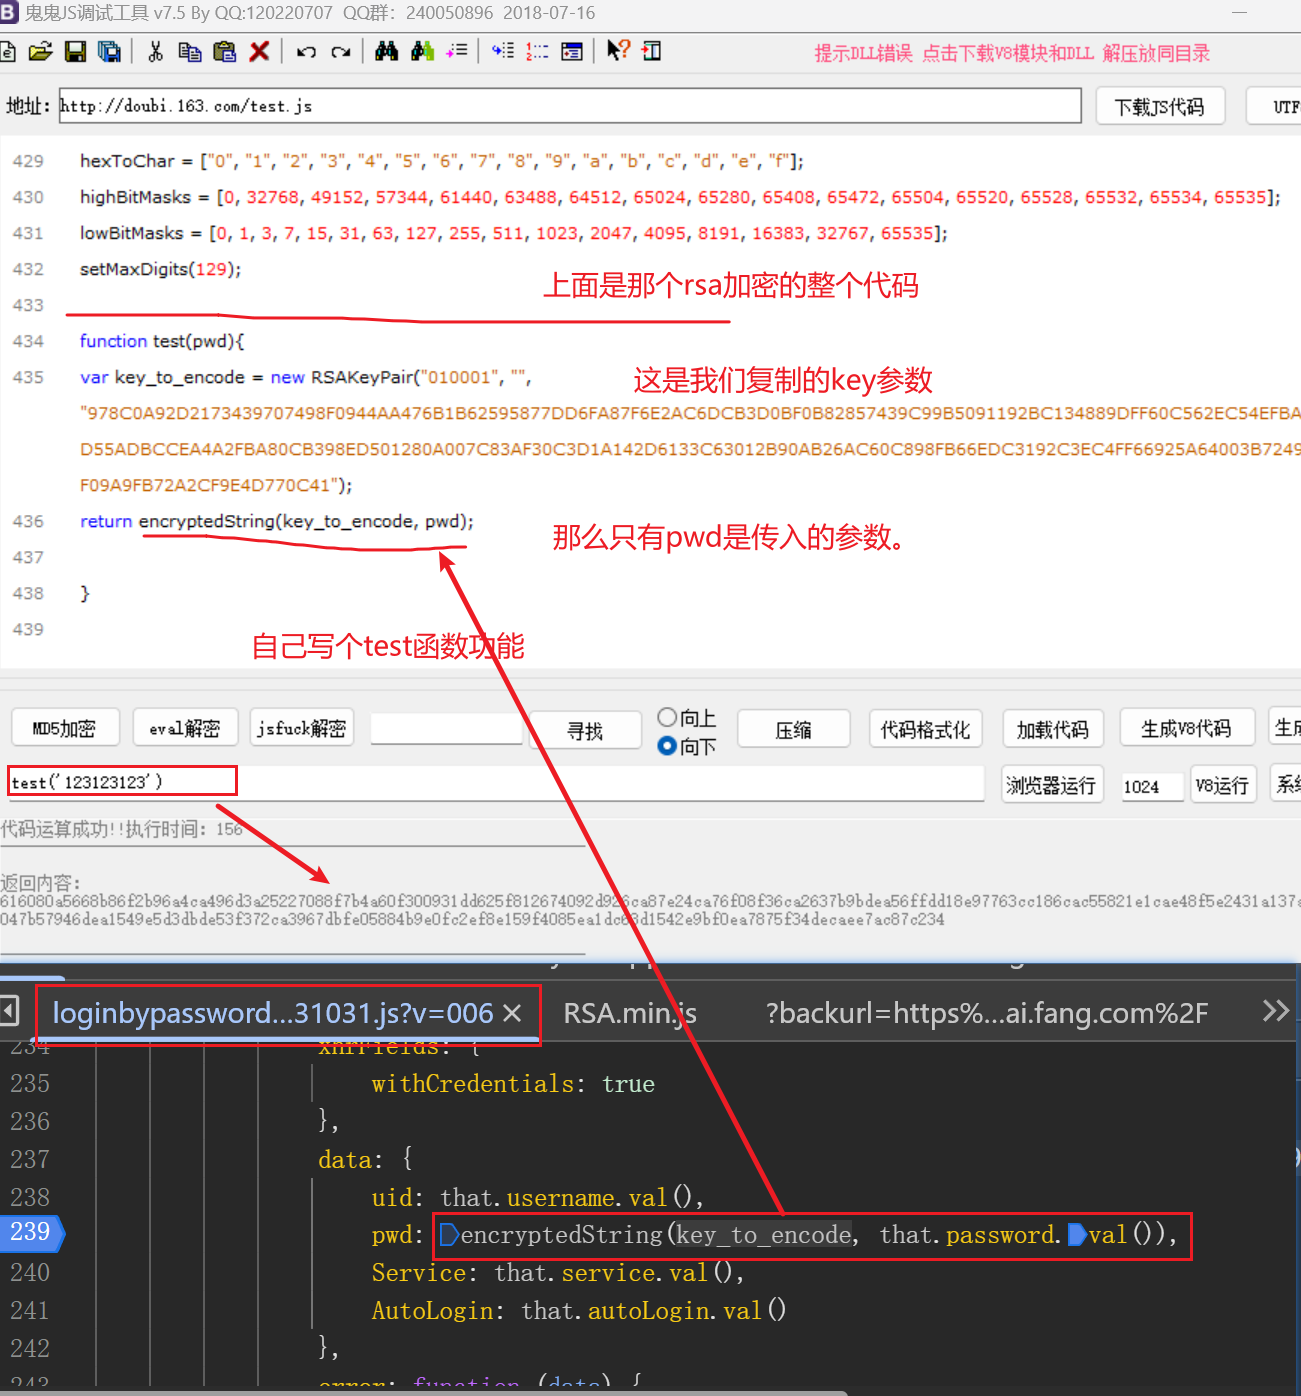 鬼鬼JS调试工具 v7.5 By QQ:120220707 QQ群: 240050896 2018-07-16
提示DLL错误 点击下载V8模块和DLL 解压放同目录
地址: http://doubi.163.com/test.js 下载JS代码 UTF
429 hexToChar = ["0", "1", "2", "3", "4", "5", "6", "7", "8", "9", "a", "b", "c", "d", "e", "f"];
430 highBitMasks = [0, 32768, 49152, 57344, 61440, 63488, 64512, 65024, 65280, 65408, 65472, 65504, 65520, 65528, 65532, 65534, 65535];
431 lowBitMasks = [0, 1, 3, 7, 15, 31, 63, 127, 255, 511, 1023, 2047, 4095, 8191, 16383, 32767, 65535];
432 setMaxDigits(129);
上面是那个rsa加密的整个代码
433
434 function test(pwd){
435 var key_to_encode = new RSAKeyPair("010001", "",
这是我们复制的key参数
"978C0A92D2173439707498F0944AA476B1B62595877DD6FA87F6E2AC6DCB3D0BF0B82857439C99B5091192BC134889DFF60C562EC54EFBA
D55ADBCCEA4A2FBA80CB398ED501280A007C83AF30C3D1A142D6133C63012B90AB26AC60C898FB66EDC3192C3EC4FF66925A64003B7249
F09A9FB72A2CF9E4D770C41");
436 return encryptedString(key_to_encode, pwd);
那么只有pwd是传入的参数。
437
438 }
439
自己写个test函数功能
MD5加密 eval解密 jsfuck解密 寻找 向上 向下 压缩 代码格式化 加载代码 生成V8代码 生成
test('123123123') 浏览器运行 1024 V8运行 系统
代码运算成功!!执行时间: 156
返回内容:
616080a5668b86f2b96a4ca496d3a25227088f7b4a60f300931dd625f812674092d926ca87e24ca76f08f36ca2637b9bdea56ffdd18e97763cc186cac55821e1cae48f5e2431a137a
047b57946dea1549e5d3dbde53f372ca3967dbfe05884b9e0fc2ef8e159f4085ea1dc63d1542e9bf0ea7875f34decaee7ac87c234
loginbypassword...31031.js?v=006 × RSA.min.js ?backurl=https%...ai.fang.com%2F
234 xhrFields: {
235 withCredentials: true
236 },
237 data: {
238 uid: that.username.val(),
239 pwd: encryptedString(key_to_encode, that.password.val()),
240 Service: that.service.val(),
241 AutoLogin: that.autoLogin.val()
242 },
243 error: function (data) {